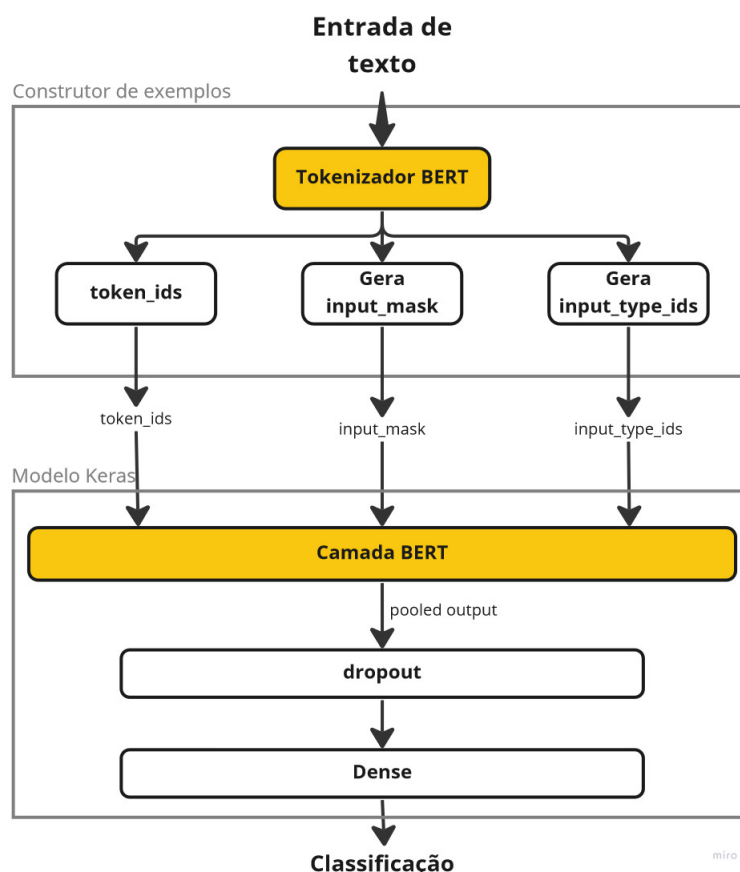 Entrada de
texto
Construtor de exemplos
Tokenizador BERT
token_ids
Gera
input_mask
Gera
input_type_ids
token_ids
input_mask
input_type_ids
Modelo Keras
Camada BERT
pooled output
dropout
Dense
Classificação
miro